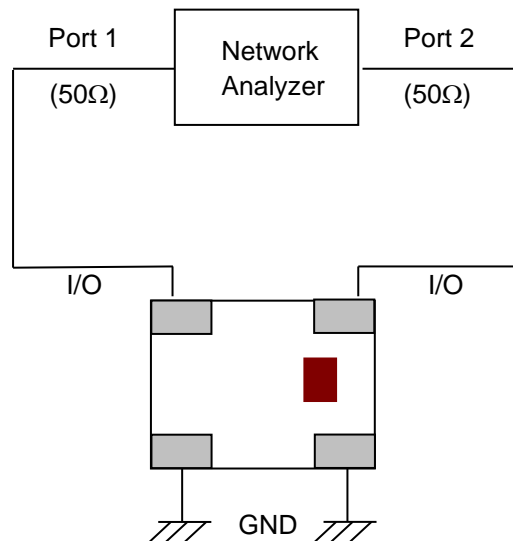 Port 1
Network
Analyzer
Port 2
(50Ω)
(50Ω)
I/O
I/O
GND